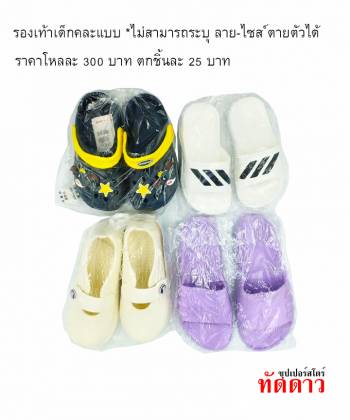 รองเท้าเด็กคละแบบ *ไม่สามารถระบุ ลาย-ไซส์ ตายตัวได้
ราคาโหลละ 300 บาท ตกชิ้นละ 25 บาท
ซุปเปอร์สโตร์
ทัดดาว